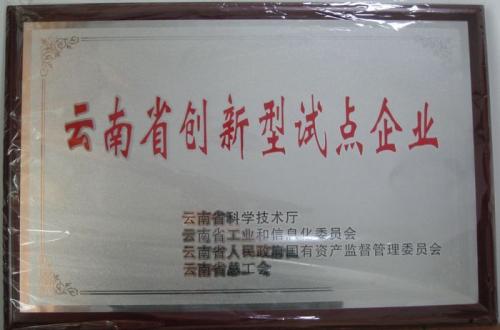 云南省创新型试点企业
云南省科学技术厅
云南省工业和信息化委员会
云南省人民政府国有资产监督管理委员会
云南省总工会